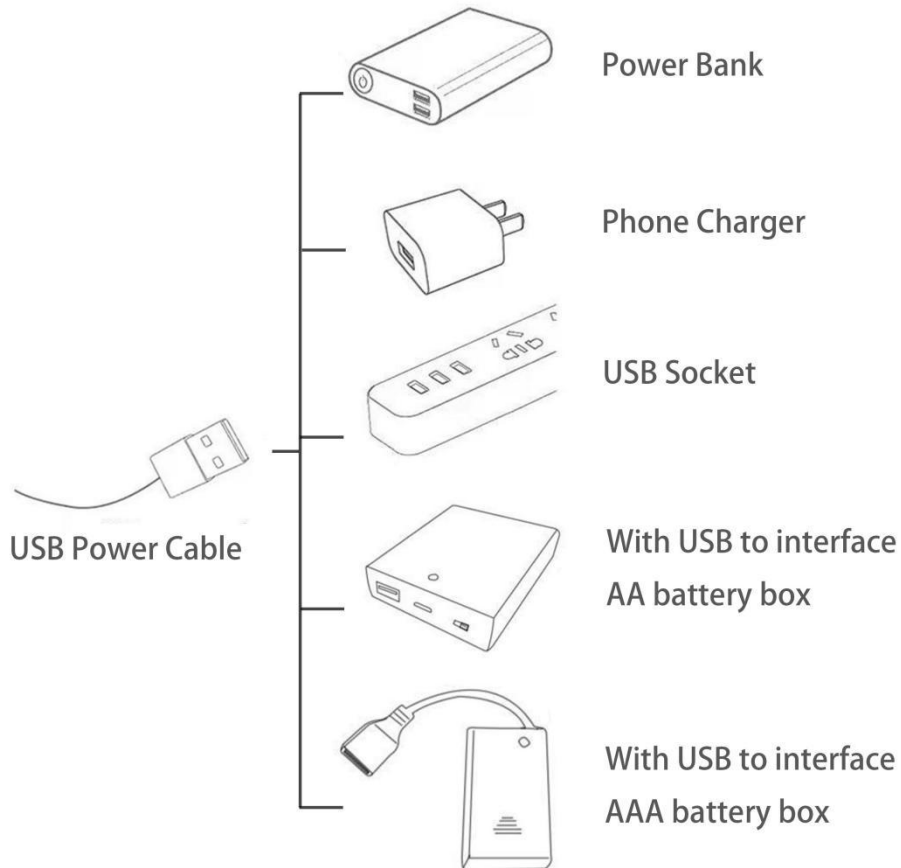 Power Bank
Phone Charger
USB Socket
USB Power Cable
With USB to interface
AA battery box
With USB to interface
AAA battery box